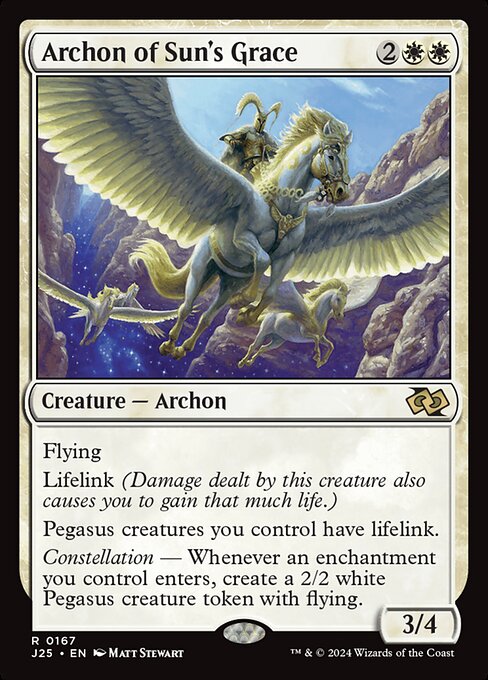 Archon of Sun's Grace 2
Creature — Archon
Flying
Lifelink (Damage dealt by this creature also
causes you to gain that much life.)
Pegasus creatures you control have lifelink.
Constellation — Whenever an enchantment
you control enters, create a 2/2 white
Pegasus creature token with flying.
3/4
R 0167
J25 • EN Matt Stewart
™ & © 2024 Wizards of the Coast